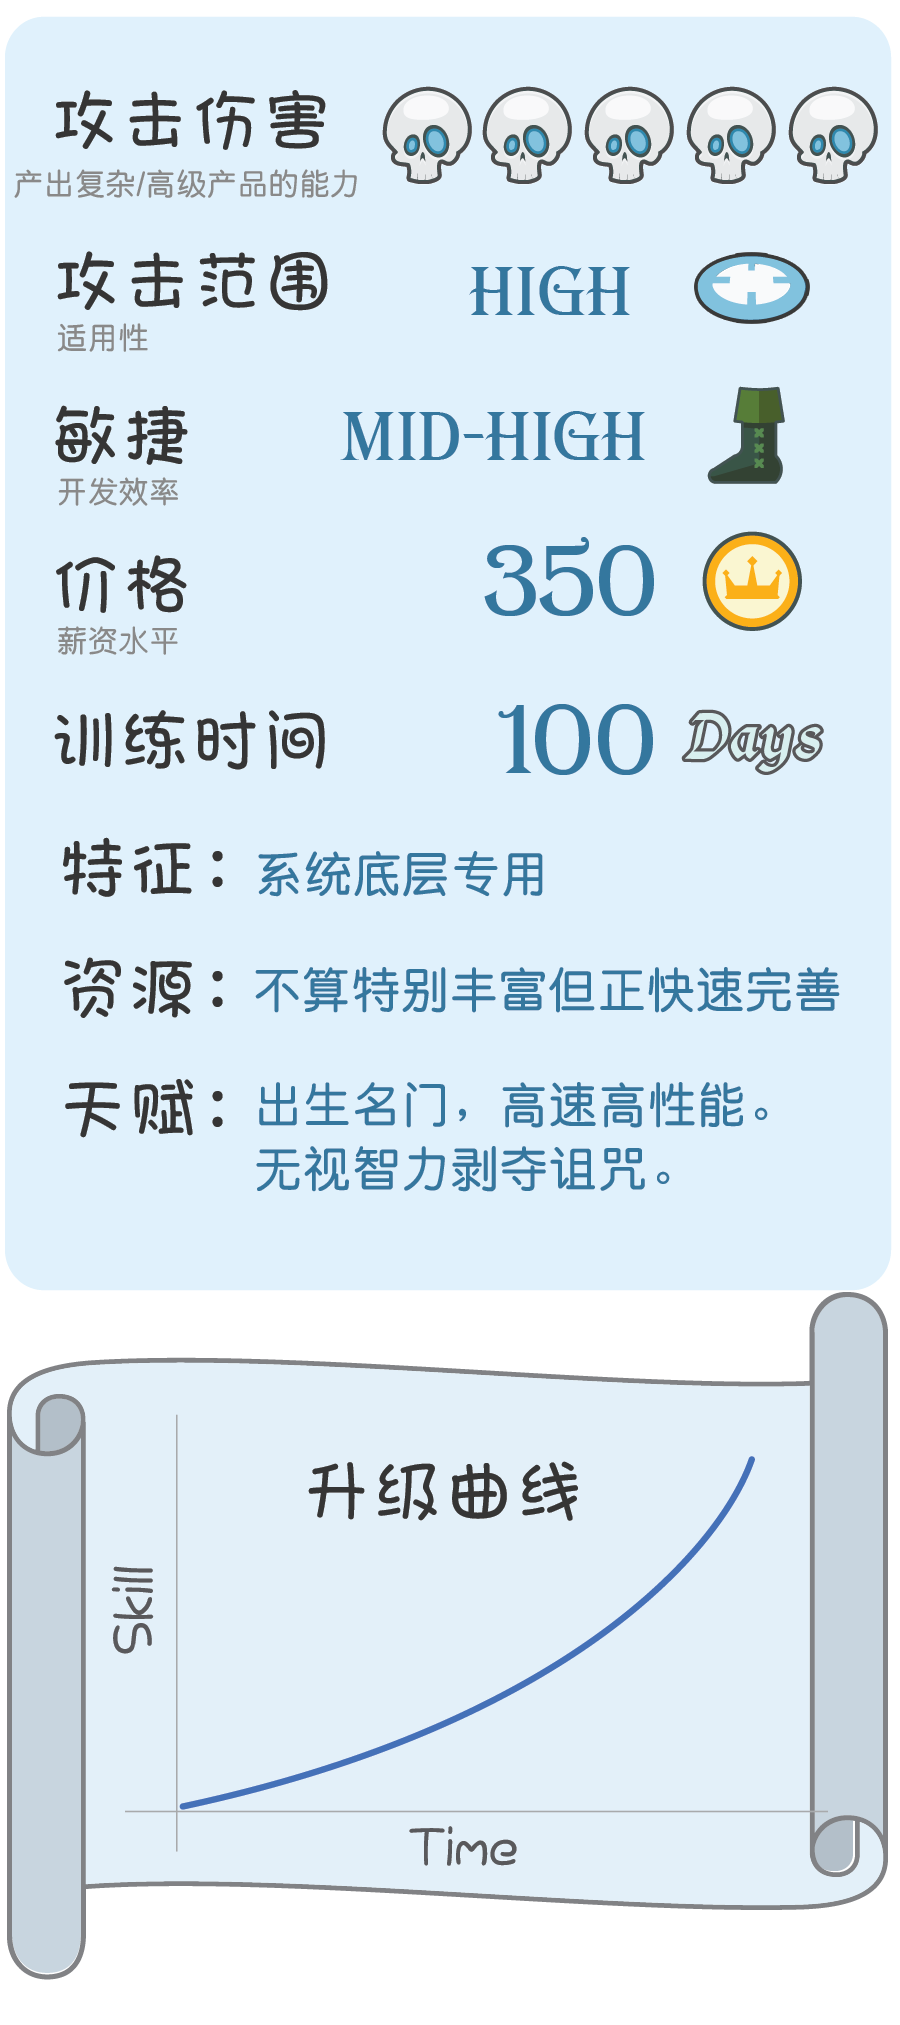 攻击伤害
产出复杂/高级产品的能力
攻击范围
HIGH
适用性
敏捷
MID-HIGH
开发效率
价格
350
薪资水平
训练时间
100 Days
特征：系统底层专用
资源：不算特别丰富但正快速完善
天赋：出生名门，高速高性能。
无视智力剥夺诅咒。
升级曲线
Skill
Time